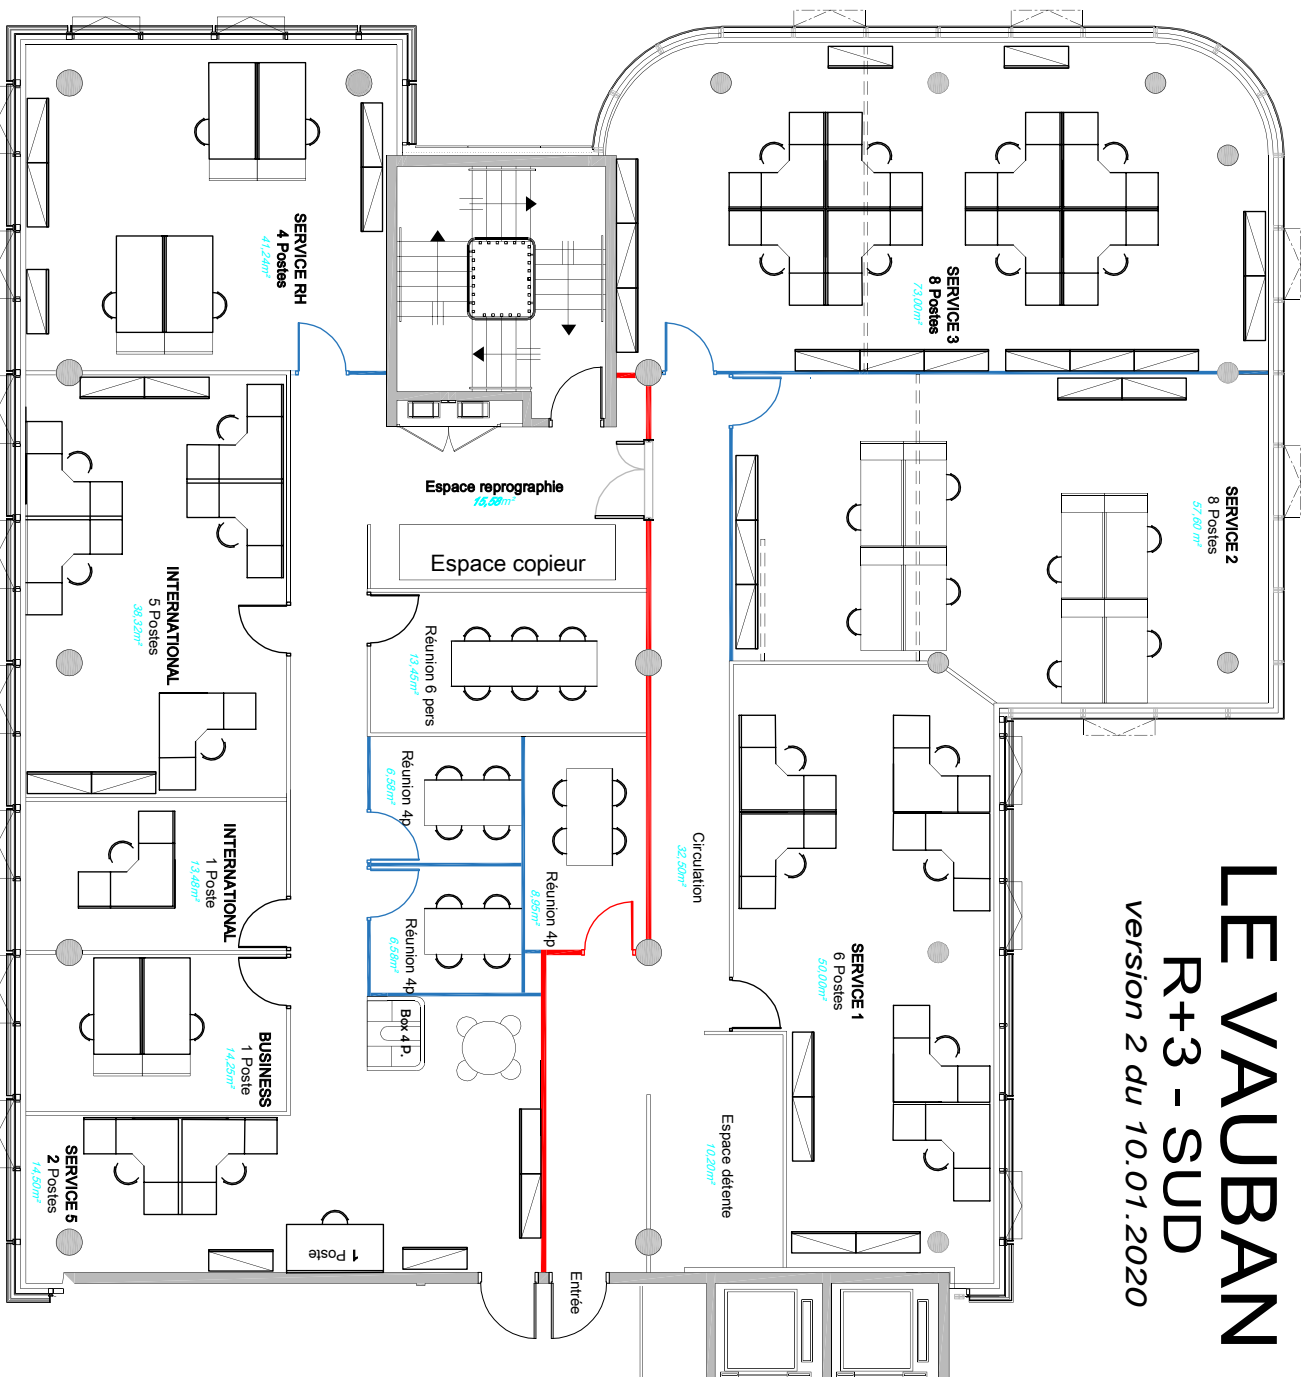 LE VAUBAN
R+3 - SUD
version 2 du 10.01.2020
SERVICE RH
4 Postes
41,24m²
SERVICE 3
8 Postes
73,00m²
SERVICE 2
8 Postes
57,60 m²
Espace reprographie
15,58m²
Espace copieur
INTERNATIONAL
5 Postes
38,32m²
Réunion 6 pers
13,45m²
Réunion 4p
6,58m²
Réunion 4p
8,95m²
Réunion 4p
6,58m²
Circulation
32,50m²
INTERNATIONAL
1 Poste
13,48m²
SERVICE 1
6 Postes
50,00m²
Box 4 P.
BUSINESS
1 Poste
14,25m²
Espace détente
10,20m²
SERVICE 5
2 Postes
14,50m²
1 Poste
Entrée